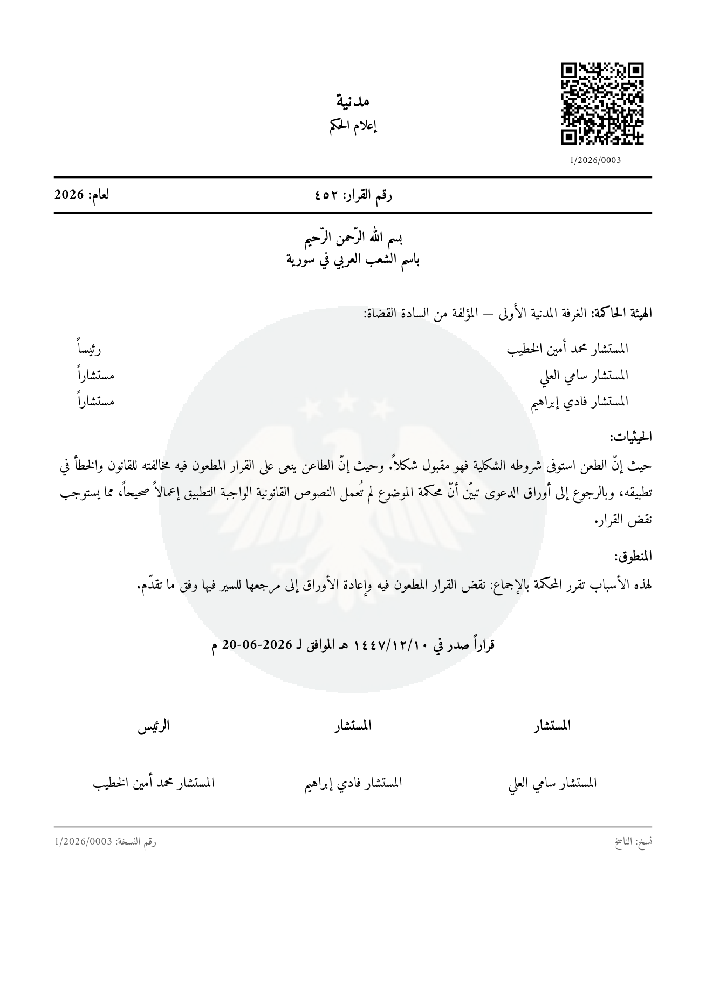 مدنية
إعلام الحكم
1/2026/0003
رقم القرار: ٤٥٢
لعام: 2026
بسم الله الرّحمن الرّحيم
باسم الشعب العربي في سورية
الهيئة الحاكمة: الغرفة المدنية الأولى — المؤلفة من السادة القضاة:
المستشار محمد أمين الخطيب رئيساً
المستشار سامي العلي مستشاراً
المستشار فادي إبراهيم مستشاراً
الحيثيات:
حيث إنّ الطعن استوفى شروطه الشكلية فهو مقبول شكلاً. وحيث إنّ الطاعن ينعى على القرار المطعون فيه مخالفته للقانون والخطأ في
تطبيقه، وبالرجوع إلى أوراق الدعوى تبيّن أنّ محكمة الموضوع لم تُعمل النصوص القانونية الواجبة التطبيق إعمالاً صحيحاً، مما يستوجب
نقض القرار.
المنطوق:
لهذه الأسباب تقرر المحكمة بالإجماع: نقض القرار المطعون فيه وإعادة الأوراق إلى مرجعها للسير فيها وفق ما تقدّم.
قراراً صدر في ١٤٤٧/١٢/١٠ هـ الموافق لـ 2026-06-20 م
المستشار المستشار الرئيس
المستشار سامي العلي المستشار فادي إبراهيم المستشار محمد أمين الخطيب
نسخ: الناسخ
رقم النسخة: 1/2026/0003